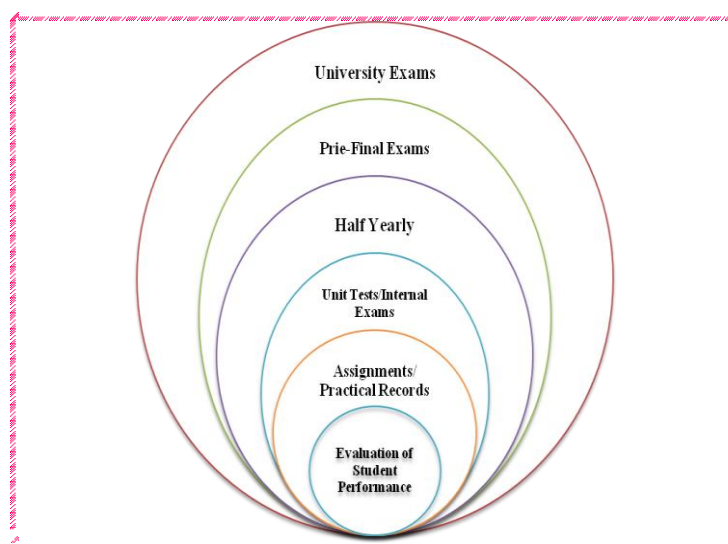 University Exams
Prie-Final Exams
Half Yearly
Unit Tests/Internal
Exams
Assignments/
Practical Records
Evaluation of
Student
Performance